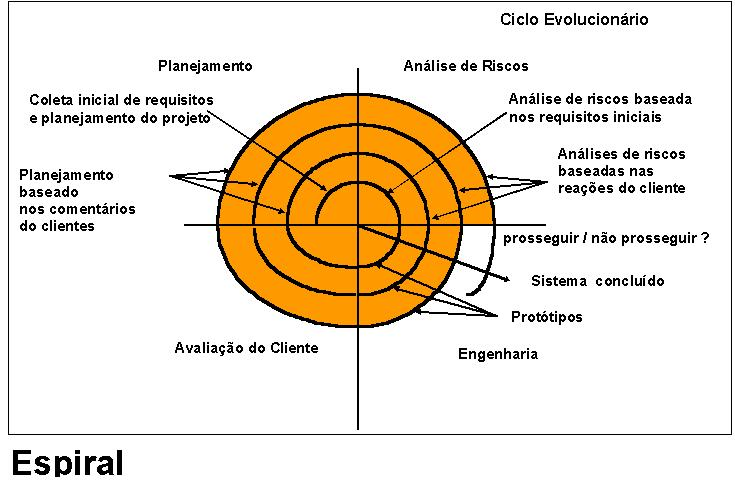 Ciclo Evolucionário
Planejamento
Análise de Riscos
Coleta inicial de requisitos
e planejamento do projeto
Análise de riscos baseada
nos requisitos iniciais
Planejamento
baseado
nos comentários
do clientes
Análises de riscos
baseadas nas
reações do cliente
prosseguir / não prosseguir ?
Sistema concluído
Protótipos
Avaliação do Cliente
Engenharia
Espiral